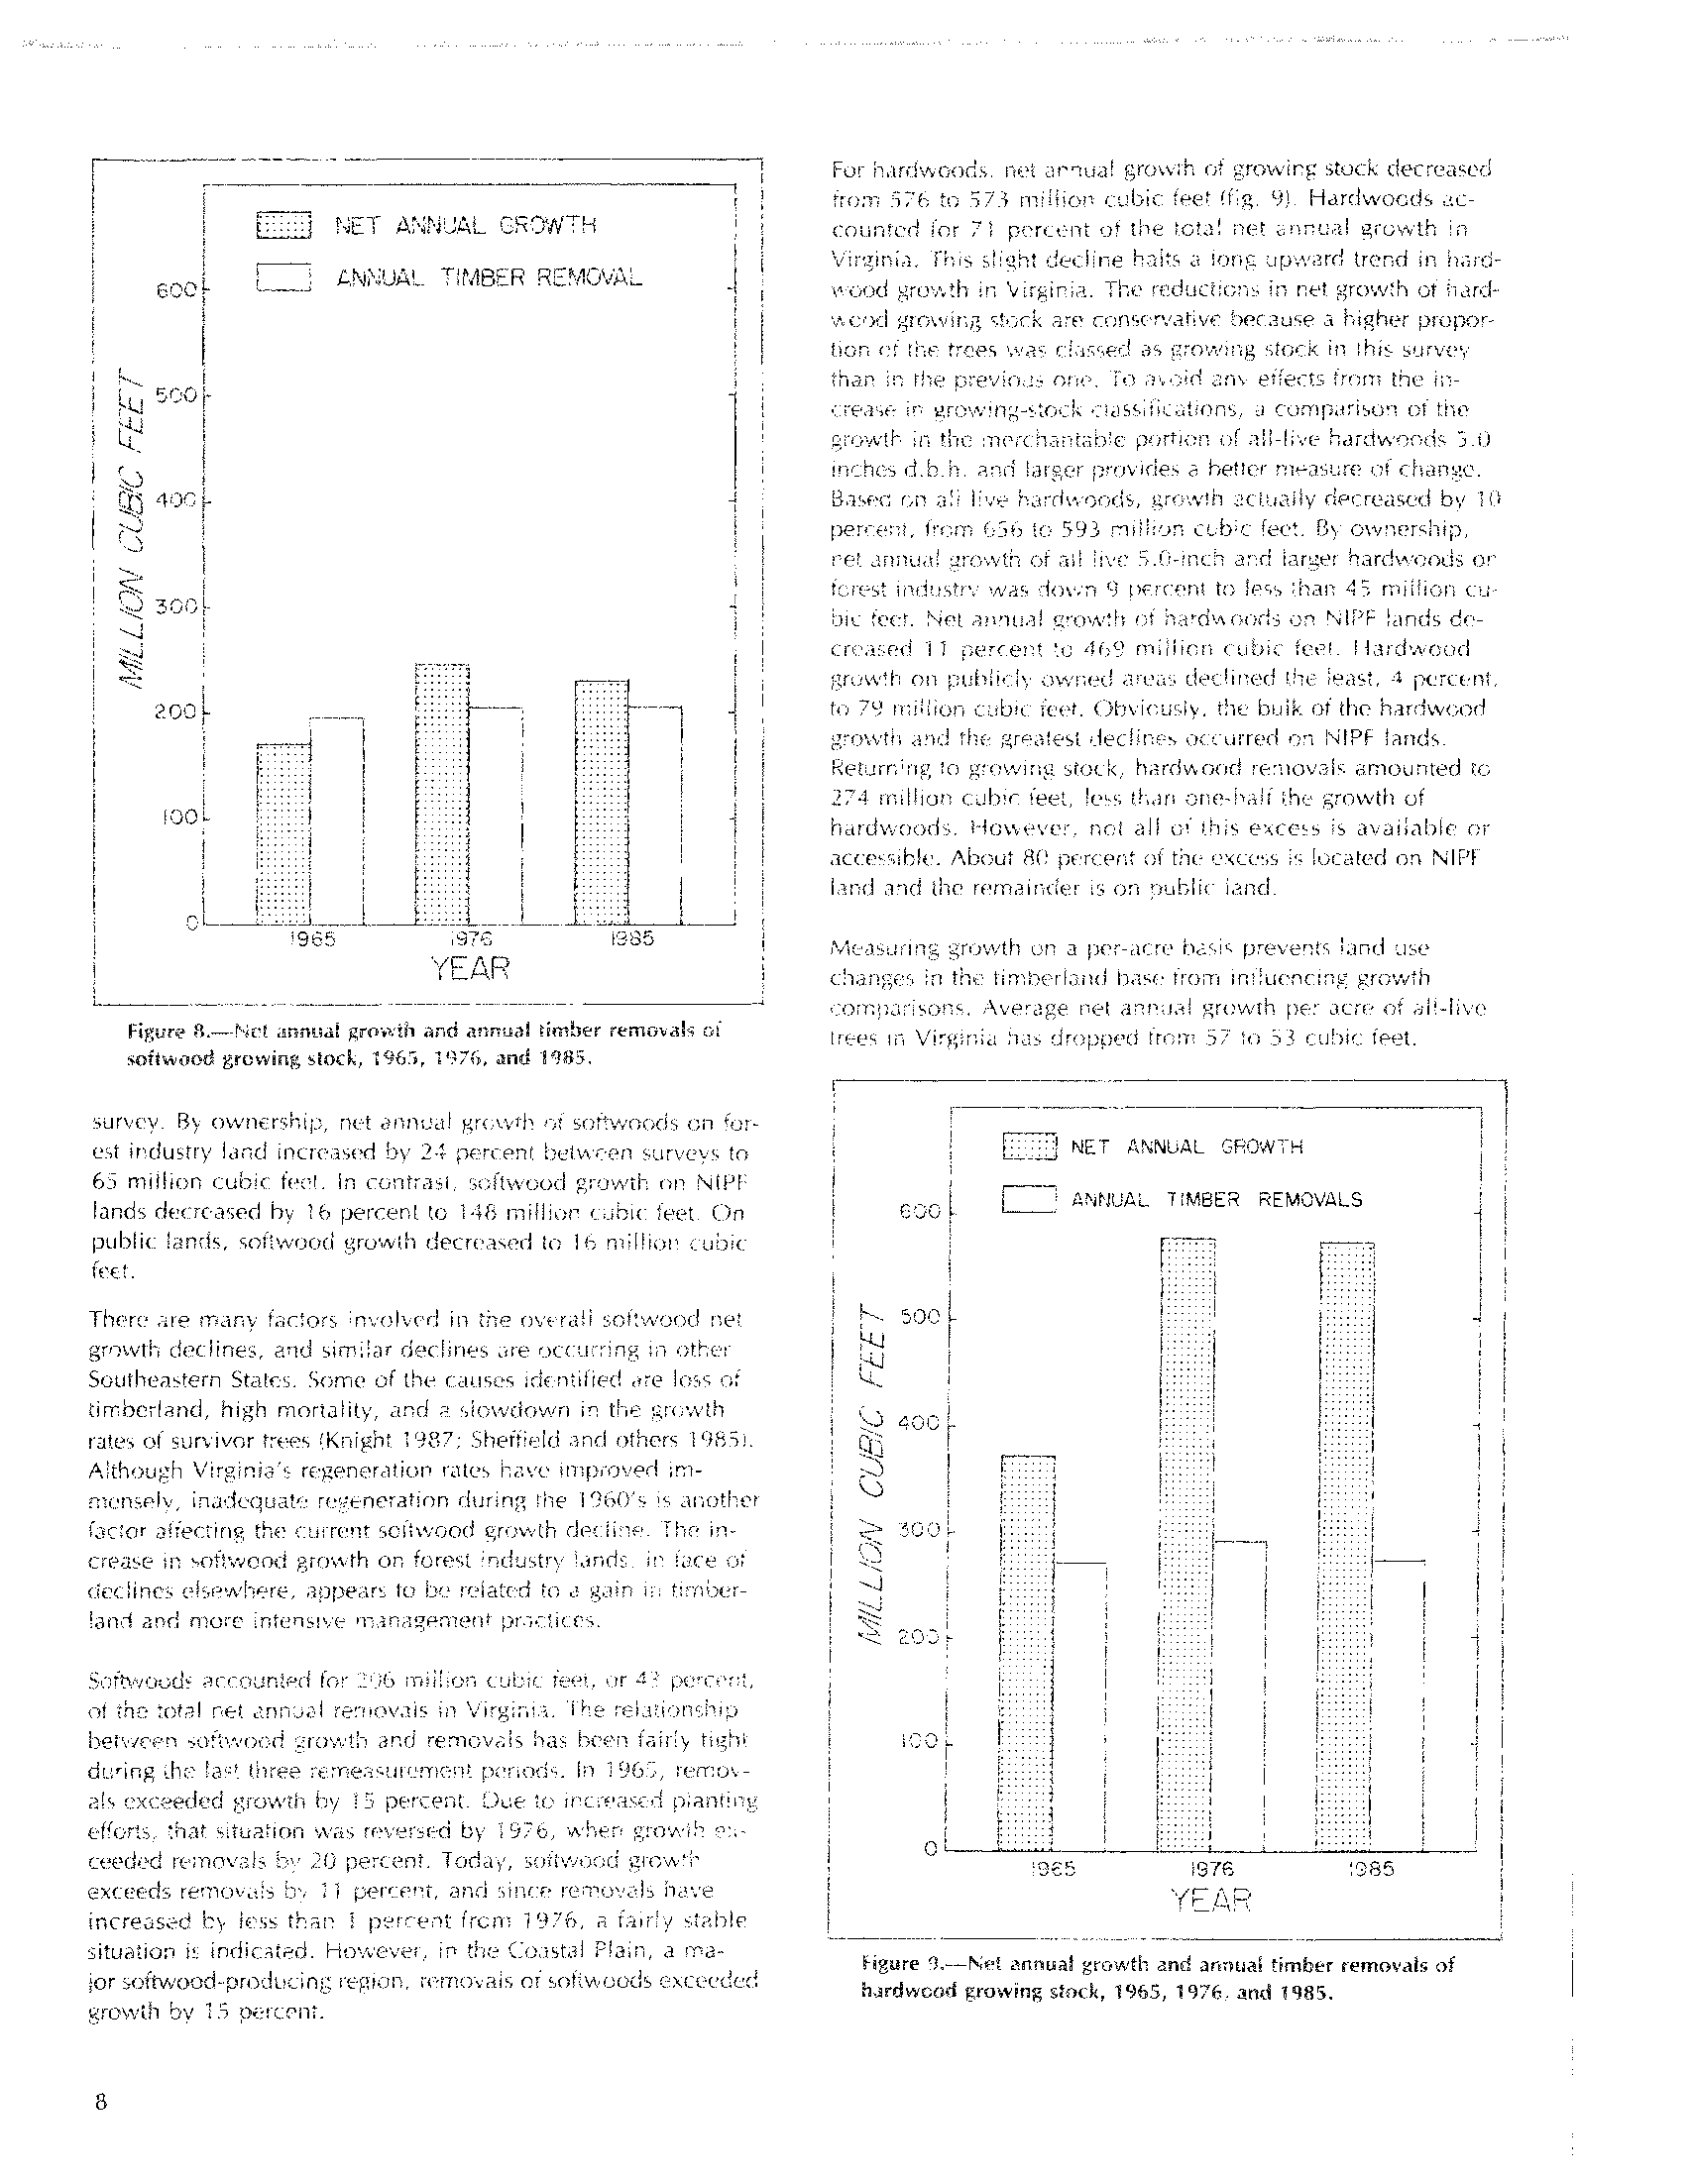 NET ANNUAL GROWTH
ANNUAL TIMBER REMOVAL
600
500
400
300
200
100
0
MILLION CUBIC FEET
1965 1976 1985
YEAR
Figure 8.—Net annual growth and annual timber removals of
softwood growing stock, 1965, 1976, and 1985.
survey. By ownership, net annual growth of softwoods on for-
est industry land increased by 24 percent between surveys to
65 million cubic feet. In contrast, softwood growth on NIPF
lands decreased by 16 percent to 148 million cubic feet. On
public lands, softwood growth decreased to 16 million cubic
feet.
There are many factors involved in the overall softwood net
growth declines, and similar declines are occurring in other
Southeastern States. Some of the causes identified are loss of
timberland, high mortality, and a slowdown in the growth
rates of survivor trees (Knight 1987; Sheffield and others 1985).
Although Virginia's regeneration rates have improved im-
mensely, inadequate regeneration during the 1960's is another
factor affecting the current softwood growth decline. The in-
crease in softwood growth on forest industry lands, in face of
declines elsewhere, appears to be related to a gain in timber-
land and more intensive management practices.
Softwoods accounted for 206 million cubic feet, or 43 percent,
of the total net annual removals in Virginia. The relationship
between softwood growth and removals has been fairly tight
during the last three remeasurement periods. In 1965, remov-
als exceeded growth by 15 percent. Due to increased planting
efforts, that situation was reversed by 1976, when growth ex-
ceeded removals by 20 percent. Today, softwood growth
exceeds removals by 11 percent, and since removals have
increased by less than 1 percent from 1976, a fairly stable
situation is indicated. However, in the Coastal Plain, a ma-
jor softwood-producing region, removals of softwoods exceeded
growth by 15 percent.
8
For hardwoods, net annual growth of growing stock decreased
from 576 to 573 million cubic feet (fig. 9). Hardwoods ac-
counted for 71 percent of the total net annual growth in
Virginia. This slight decline halts a long upward trend in hard-
wood growth in Virginia. The reductions in net growth of hard-
wood growing stock are conservative because a higher propor-
tion of the trees was classed as growing stock in this survey
than in the previous one. To avoid any effects from the in-
crease in growing-stock classifications, a comparison of the
growth in the merchantable portion of all-live hardwoods 5.0
inches d.b.h. and larger provides a better measure of change.
Based on all live hardwoods, growth actually decreased by 10
percent, from 656 to 593 million cubic feet. By ownership,
net annual growth of all live 5.0-inch and larger hardwoods on
forest industry was down 9 percent to less than 45 million cu-
bic feet. Net annual growth of hardwoods on NIPF lands de-
creased 11 percent to 469 million cubic feet. Hardwood
growth on publicly owned areas declined the least, 4 percent,
to 79 million cubic feet. Obviously, the bulk of the hardwood
growth and the greatest declines occurred on NIPF lands.
Returning to growing stock, hardwood removals amounted to
274 million cubic feet, less than one-half the growth of
hardwoods. However, not all of this excess is available or
accessible. About 80 percent of the excess is located on NIPF
land and the remainder is on public land.
Measuring growth on a per-acre basis prevents land use
changes in the timberland base from influencing growth
comparisons. Average net annual growth per acre of all-live
trees in Virginia has dropped from 57 to 53 cubic feet.
NET ANNUAL GROWTH
ANNUAL TIMBER REMOVALS
600
500
400
300
200
100
0
MILLION CUBIC FEET
1965 1976 1985
YEAR
Figure 9.—Net annual growth and annual timber removals of
hardwood growing stock, 1965, 1976, and 1985.